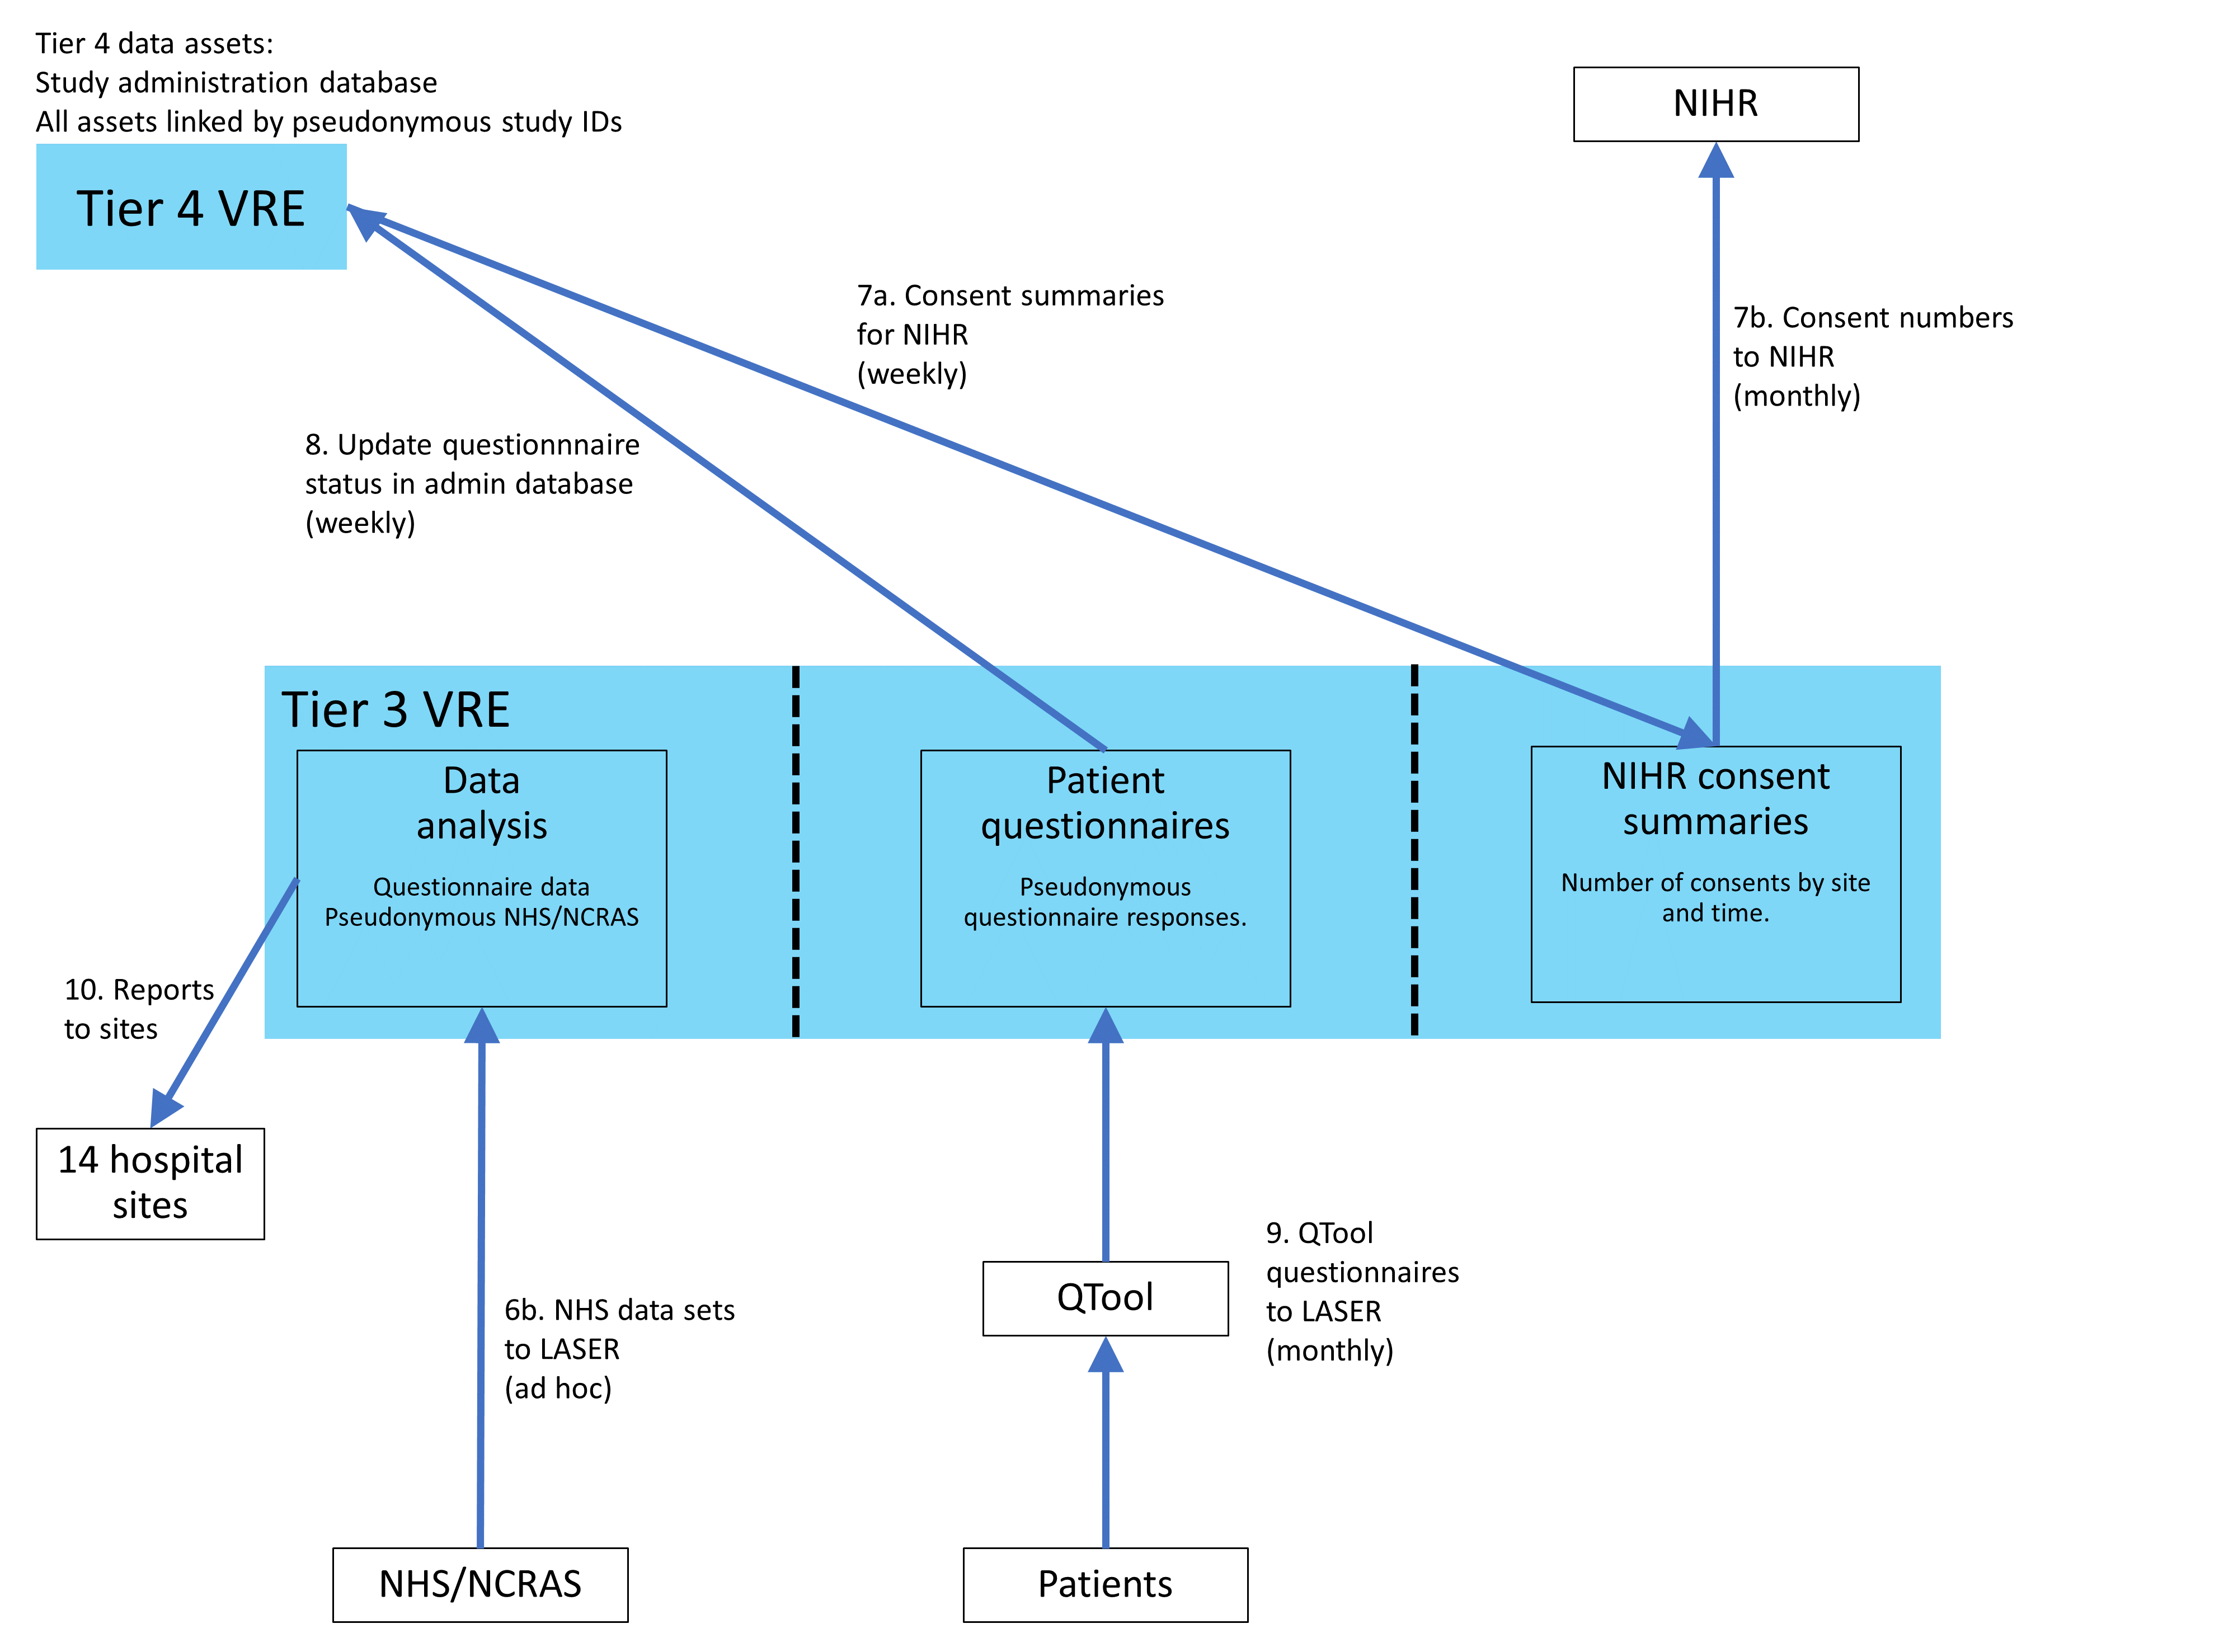 Tier 4 data assets:
Study administration database
All assets linked by pseudonymous study IDs
Tier 4 VRE
NIHR
7a. Consent summaries
for NIHR
(weekly)
7b. Consent numbers
to NIHR
(monthly)
8. Update questionnnaire
status in admin database
(weekly)
Tier 3 VRE
Data
analysis
Questionnaire data
Pseudonymous NHS/NCRAS
Patient
questionnaires
Pseudonymous
questionnaire responses.
NIHR consent
summaries
Number of consents by site
and time.
10. Reports
to sites
14 hospital
sites
6b. NHS data sets
to LASER
(ad hoc)
QTool
9. QTool
questionnaires
to LASER
(monthly)
NHS/NCRAS
Patients